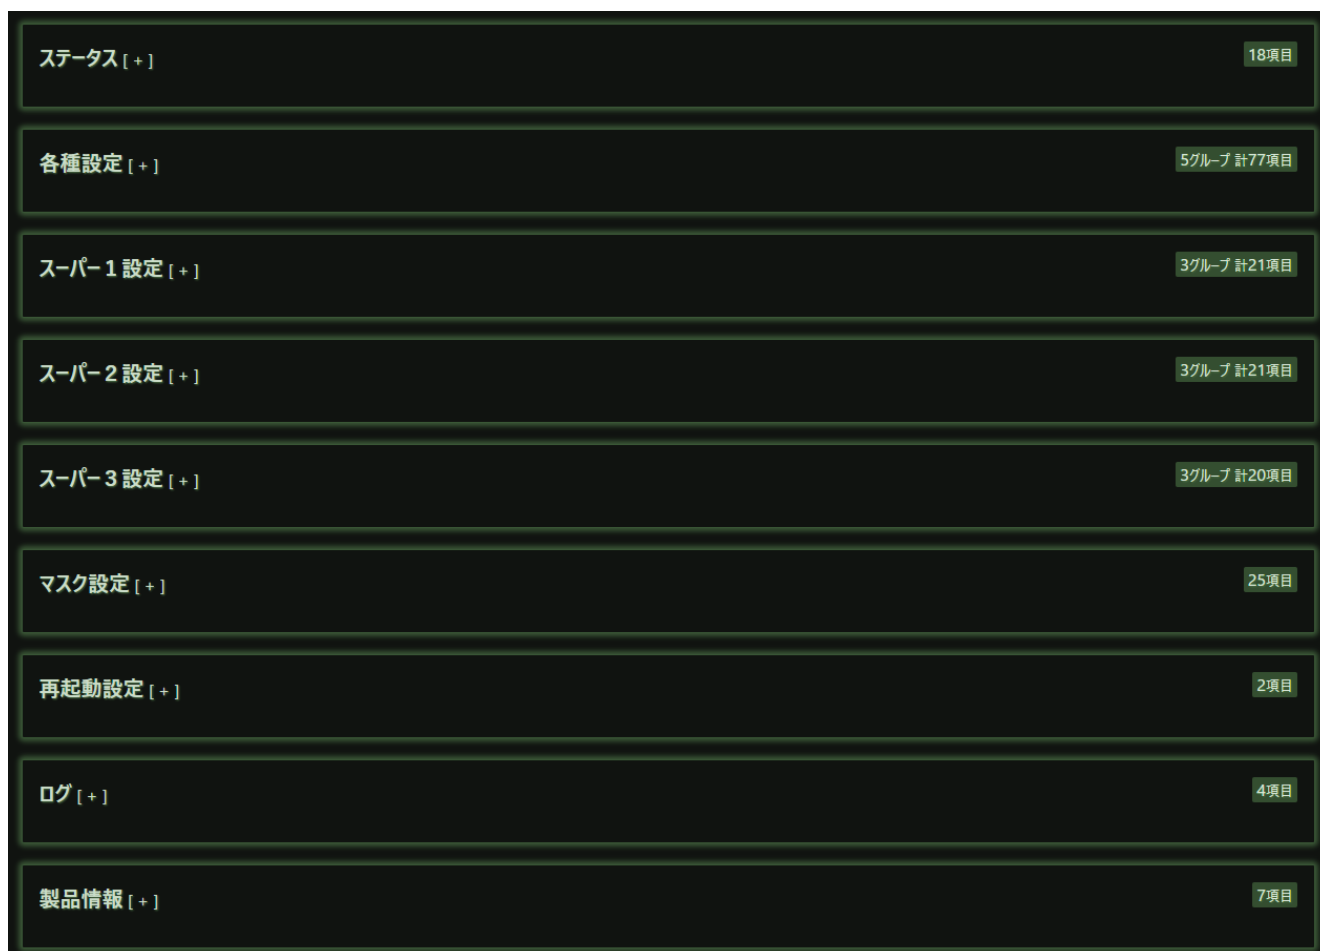 ステータス [ + ] 18項目
各種設定 [ + ] 5グループ 計77項目
スーパー 1 設定 [ + ] 3グループ 計21項目
スーパー 2 設定 [ + ] 3グループ 計21項目
スーパー 3 設定 [ + ] 3グループ 計20項目
マスク設定 [ + ] 25項目
再起動設定 [ + ] 2項目
ログ [ + ] 4項目
製品情報 [ + ] 7項目